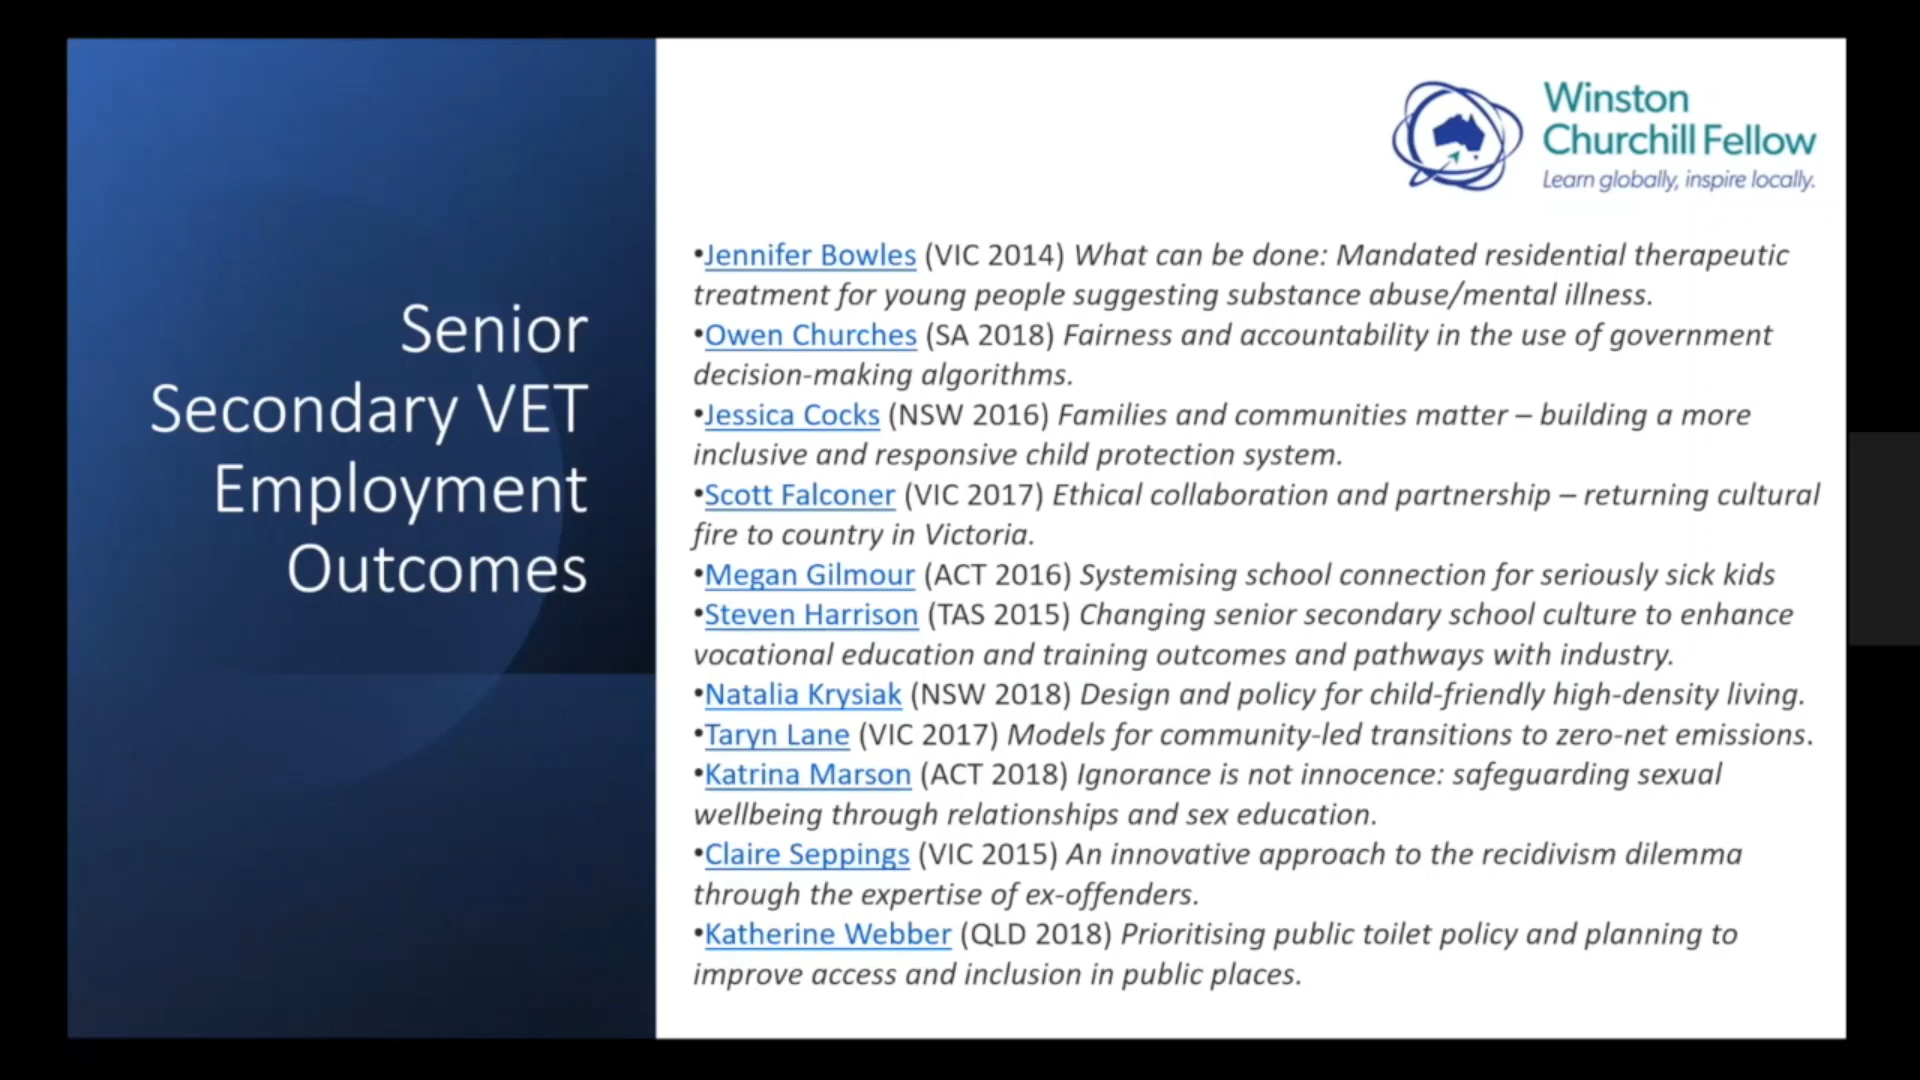 Senior
Secondary VET
Employment
Outcomes
Winston
Churchill Fellow
Learn globally, inspire locally.
•Jennifer Bowles (VIC 2014) What can be done: Mandated residential therapeutic
treatment for young people suggesting substance abuse/mental illness.
•Owen Churches (SA 2018) Fairness and accountability in the use of government
decision-making algorithms.
•Jessica Cocks (NSW 2016) Families and communities matter – building a more
inclusive and responsive child protection system.
•Scott Falconer (VIC 2017) Ethical collaboration and partnership – returning cultural
fire to country in Victoria.
•Megan Gilmour (ACT 2016) Systemising school connection for seriously sick kids
•Steven Harrison (TAS 2015) Changing senior secondary school culture to enhance
vocational education and training outcomes and pathways with industry.
•Natalia Krysiak (NSW 2018) Design and policy for child-friendly high-density living.
•Taryn Lane (VIC 2017) Models for community-led transitions to zero-net emissions.
•Katrina Marson (ACT 2018) Ignorance is not innocence: safeguarding sexual
wellbeing through relationships and sex education.
•Claire Seppings (VIC 2015) An innovative approach to the recidivism dilemma
through the expertise of ex-offenders.
•Katherine Webber (QLD 2018) Prioritising public toilet policy and planning to
improve access and inclusion in public places.